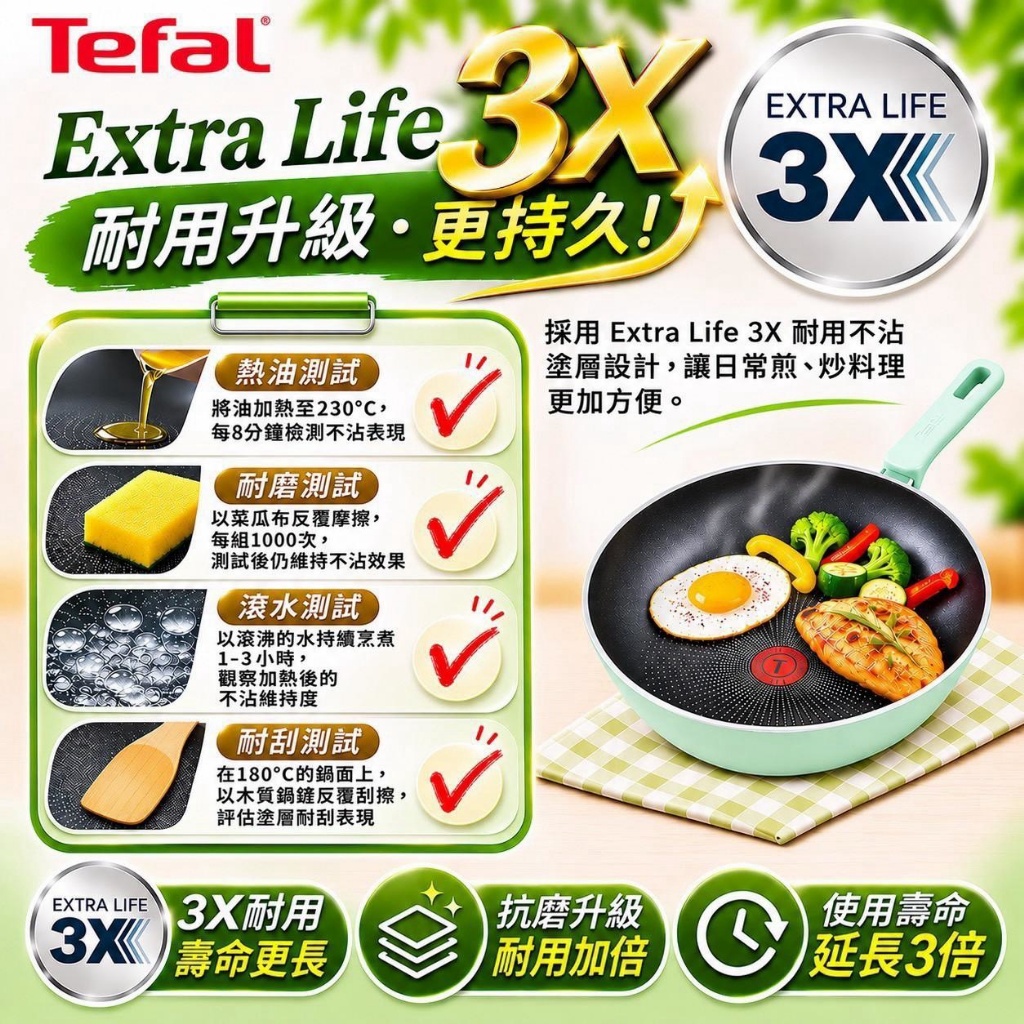 Tefal
Extra Life 3X
耐用升級・更持久!
EXTRA LIFE
3X
採用 Extra Life 3X 耐用不沾
塗層設計，讓日常煎、炒料理
更加方便。
熱油測試
將油加熱至230°C，
每8分鐘檢測不沾表現
耐磨測試
以菜瓜布反覆摩擦，
每組1000次，
測試後仍維持不沾效果
滾水測試
以滾沸的水持續烹煮
1-3小時，
觀察加熱後的
不沾維持度
耐刮測試
在180°C的鍋面上，
以木質鍋鏟反覆刮擦，
評估塗層耐刮表現
EXTRA LIFE
3X
3X耐用
壽命更長
抗磨升級
耐用加倍
使用壽命
延長3倍